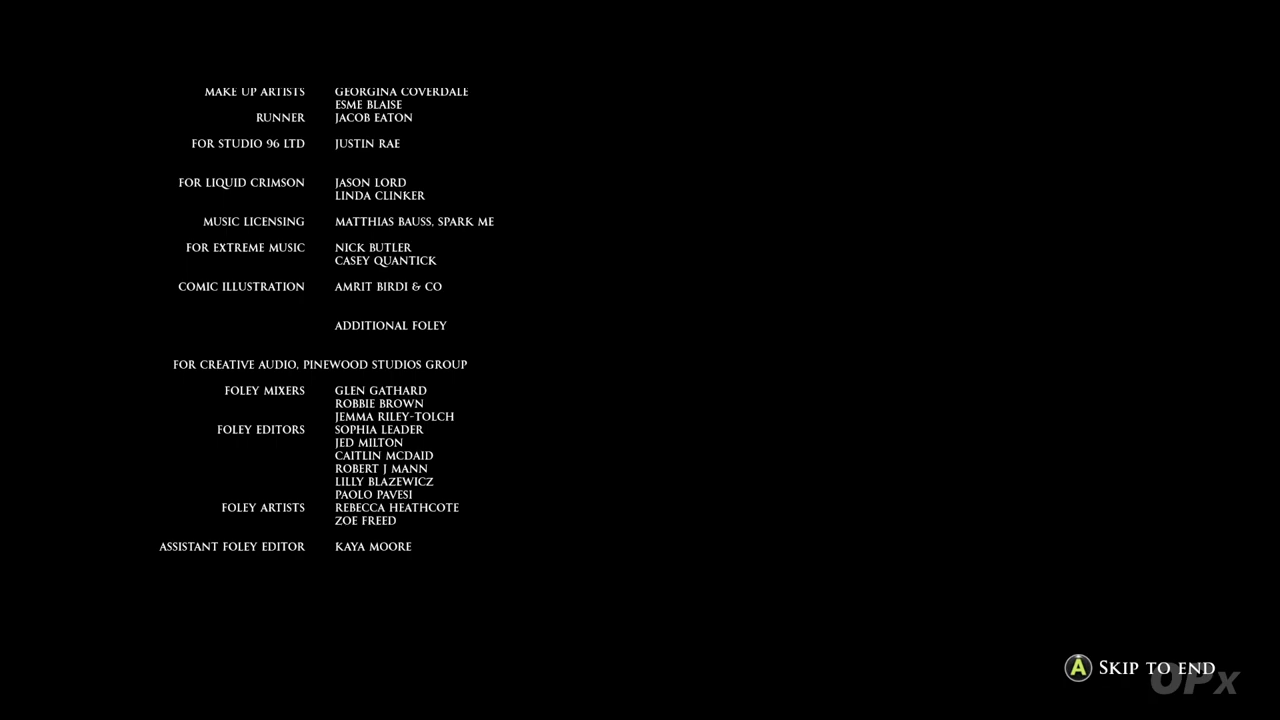 MAKE UP ARTISTS GEORGINA COVERDALE
ESME BLAISE
RUNNER JACOB EATON
FOR STUDIO 96 LTD JUSTIN RAE
FOR LIQUID CRIMSON JASON LORD
LINDA CLINKER
MUSIC LICENSING MATTHIAS BAUSS, SPARK ME
FOR EXTREME MUSIC NICK BUTLER
CASEY QUANTICK
COMIC ILLUSTRATION AMRIT BIRDI & CO
ADDITIONAL FOLEY
FOR CREATIVE AUDIO, PINEWOOD STUDIOS GROUP
FOLEY MIXERS GLEN GATHARD
ROBBIE BROWN
JEMMA RILEY-TOLCH
FOLEY EDITORS SOPHIA LEADER
JED MILTON
CAITLIN MCDAID
ROBERT J MANN
LILLY BLAZEWICZ
PAOLO PAVESI
FOLEY ARTISTS REBECCA HEATHCOTE
ZOE FREED
ASSISTANT FOLEY EDITOR KAYA MOORE
A SKIP TO END
OPx